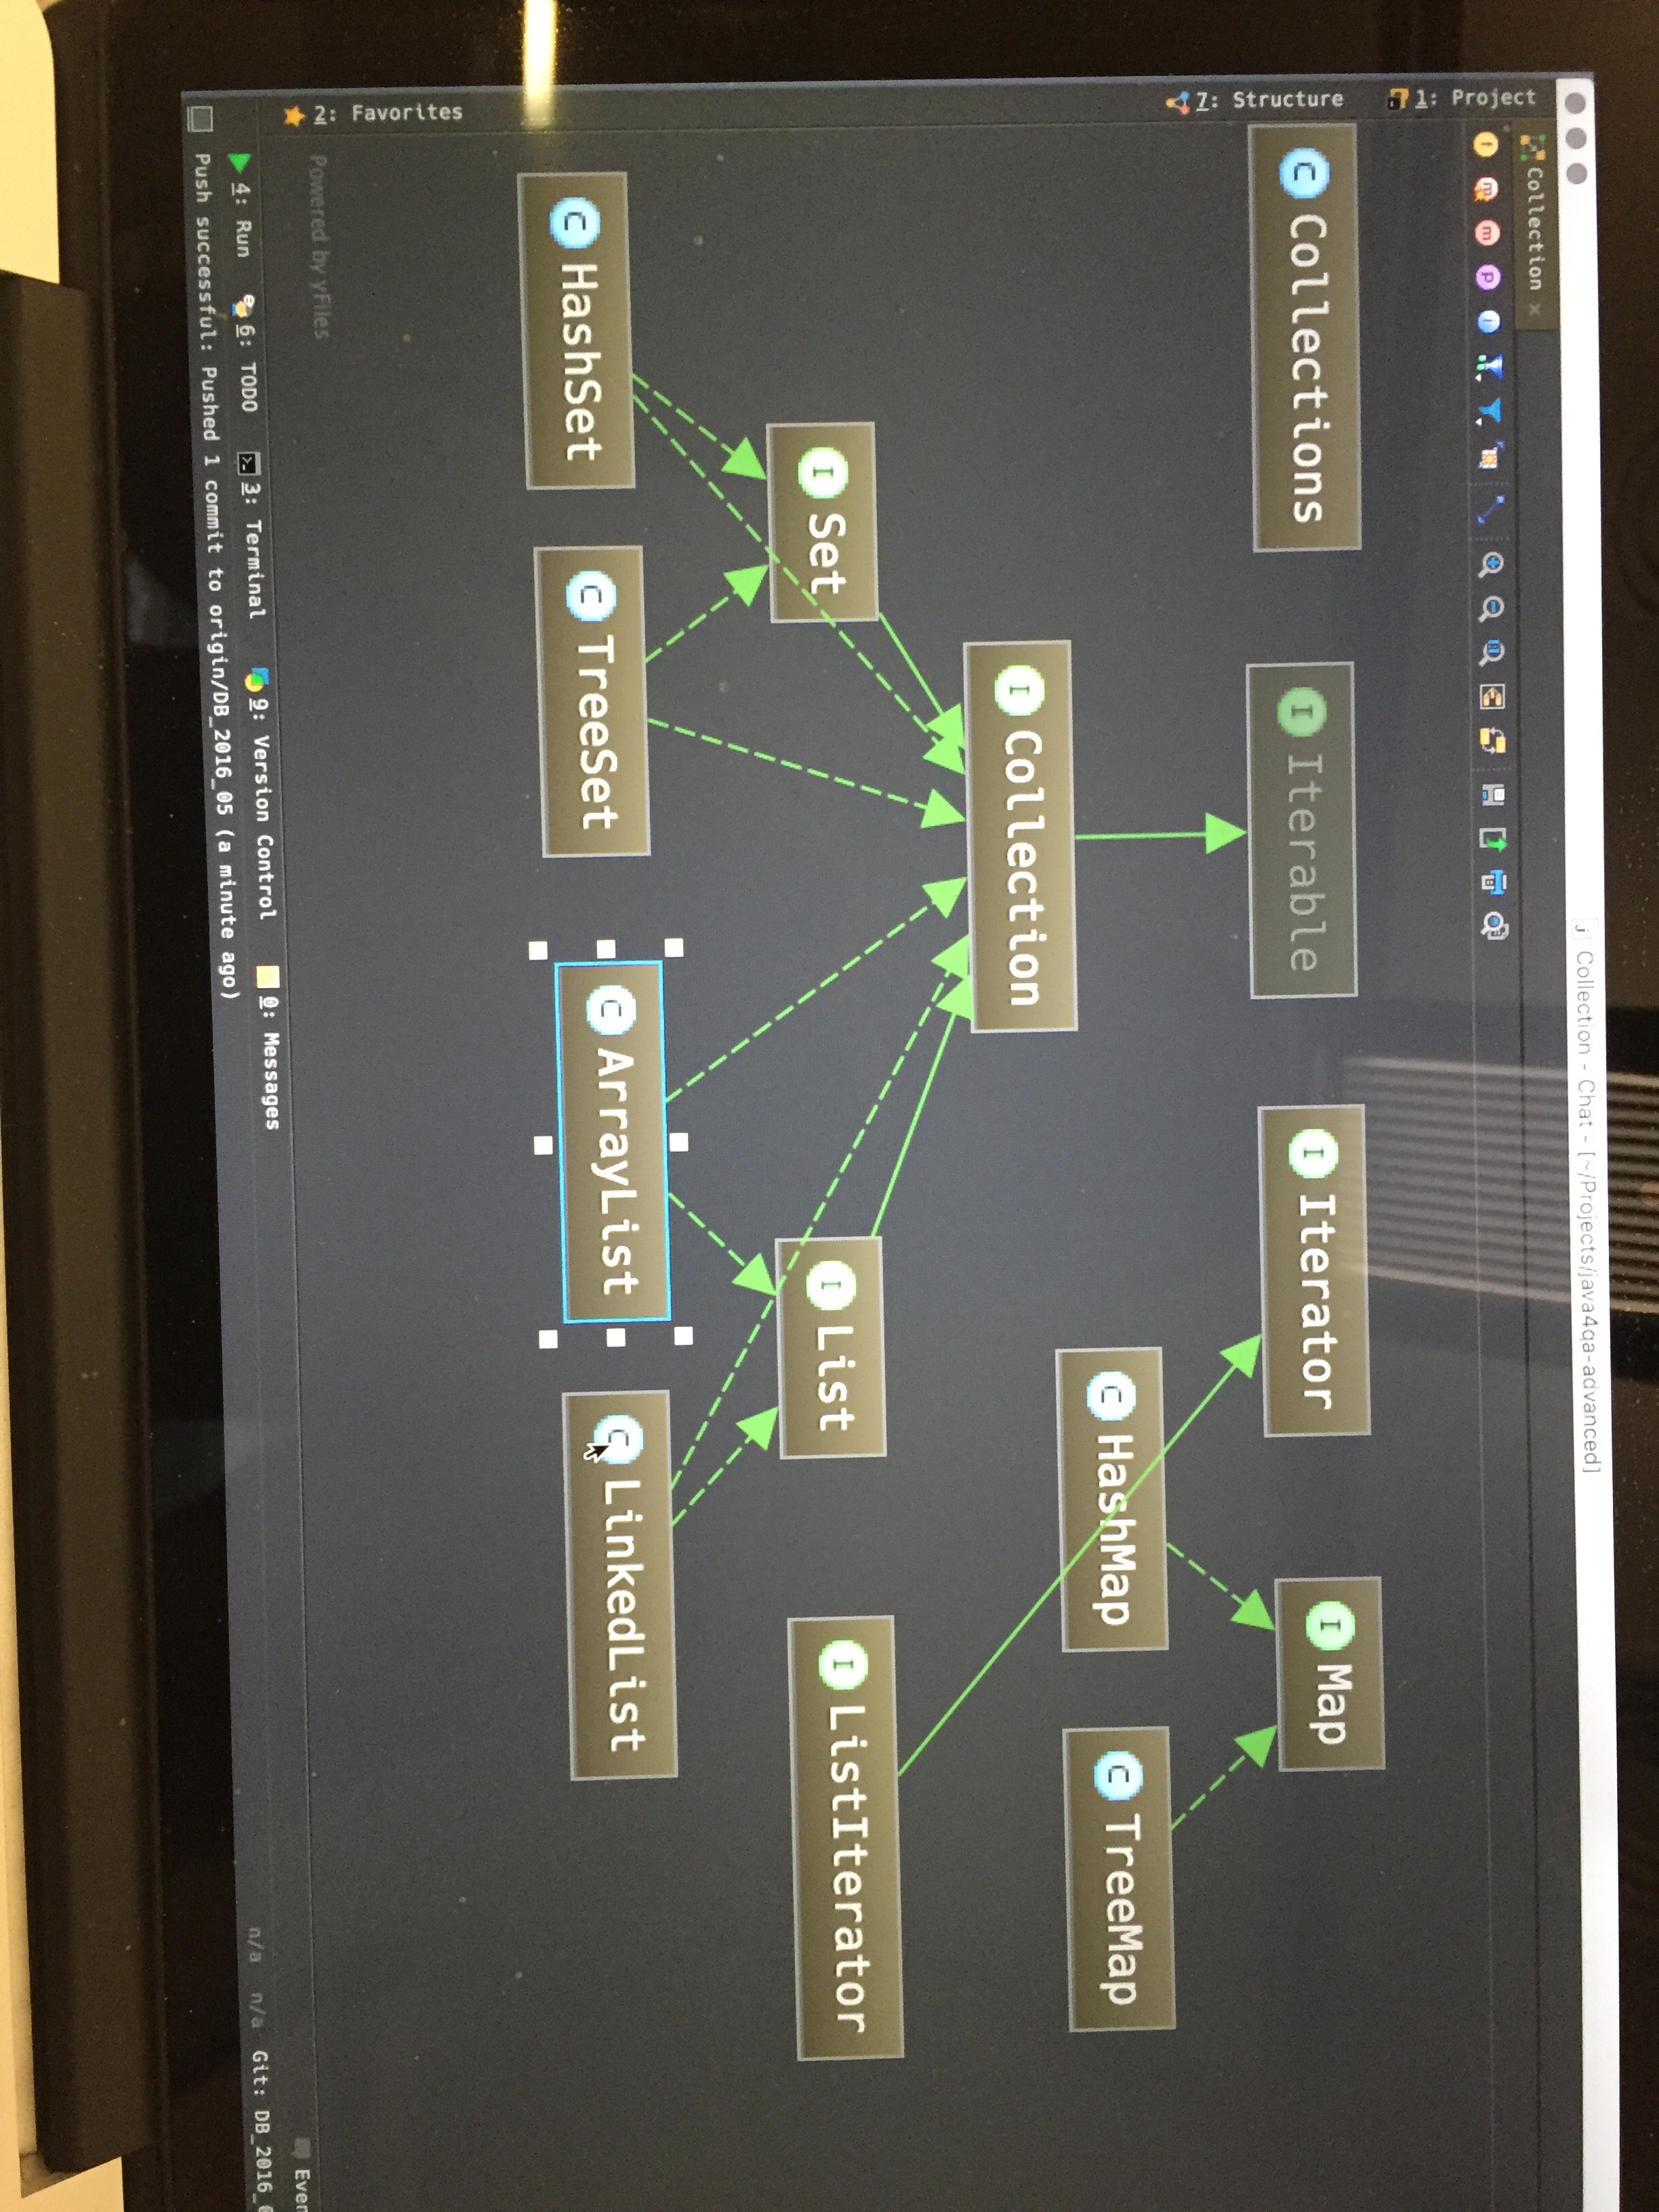 Collection - Chat - [~/Projects/java4qa-advanced]
Collection
1: Project
7: Structure
2: Favorites
C Collections
I Iterable
I Iterator
I Map
I Collection
C HashMap
C TreeMap
I Set
I List
I ListIterator
C HashSet
C TreeSet
C ArrayList
C LinkedList
Powered by yFiles
4: Run 6: TODO 3: Terminal 9: Version Control 0: Messages
Push successful: Pushed 1 commit to origin/DB_2016_05 (a minute ago) n/a n/a Git: DB_2016_